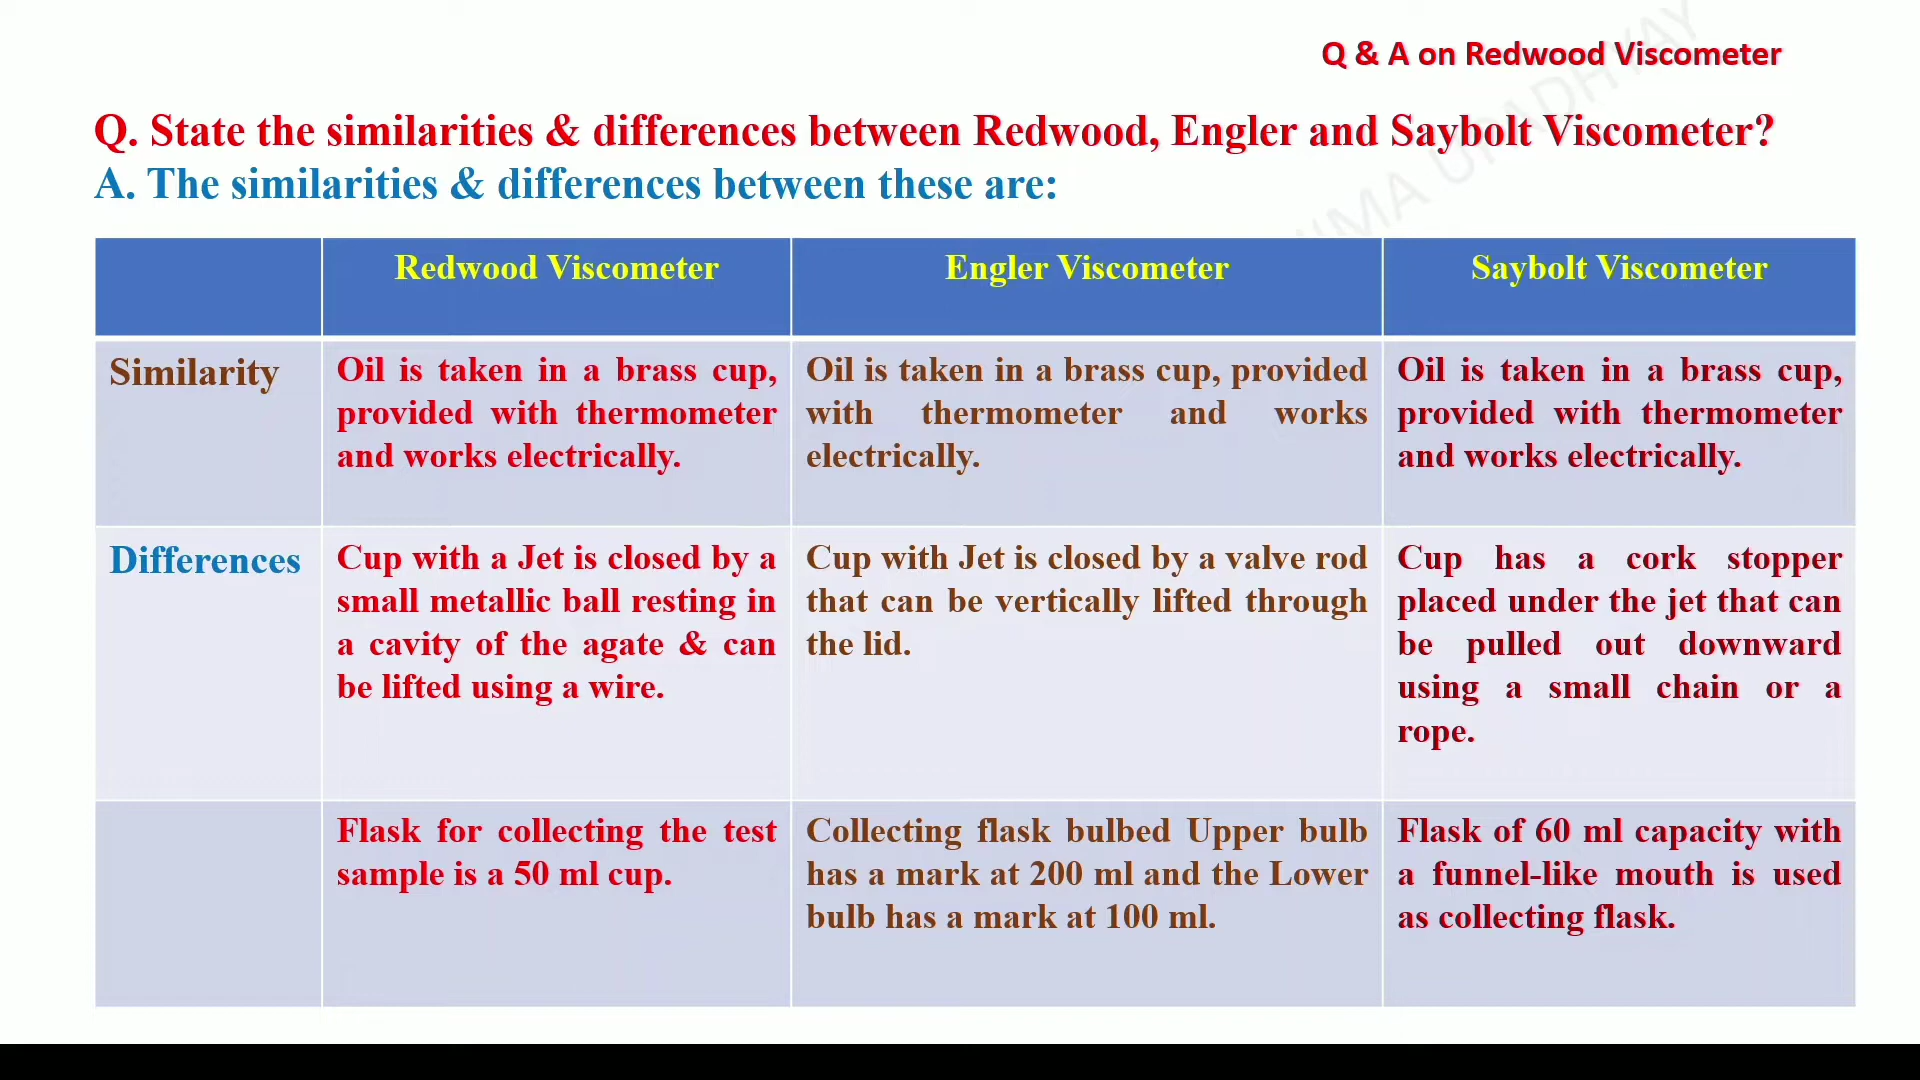 Q & A on Redwood Viscometer
Q. State the similarities & differences between Redwood, Engler and Saybolt Viscometer?
A. The similarities & differences between these are:
Redwood Viscometer
Engler Viscometer
Saybolt Viscometer
Similarity
Oil is taken in a brass cup,
provided with thermometer
and works electrically.
Oil is taken in a brass cup, provided
with thermometer and works
electrically.
Oil is taken in a brass cup,
provided with thermometer
and works electrically.
Differences
Cup with a Jet is closed by a
small metallic ball resting in
a cavity of the agate & can
be lifted using a wire.
Cup with Jet is closed by a valve rod
that can be vertically lifted through
the lid.
Cup has a cork stopper
placed under the jet that can
be pulled out downward
using a small chain or a
rope.
Flask for collecting the test
sample is a 50 ml cup.
Collecting flask bulbed Upper bulb
has a mark at 200 ml and the Lower
bulb has a mark at 100 ml.
Flask of 60 ml capacity with
a funnel-like mouth is used
as collecting flask.
UPADHYAY